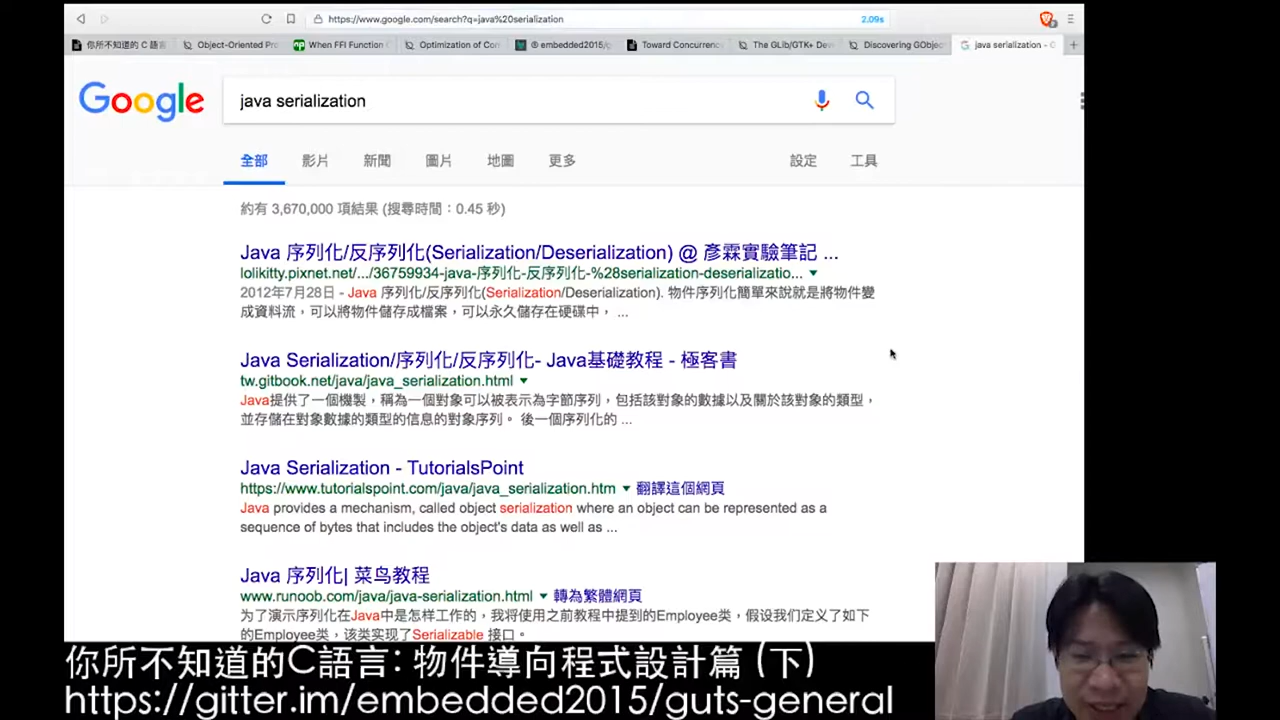 https://www.google.com/search?q=java%20serialization
2.09s
你所不知道的 C 語言
Object-Oriented Pro
When FFI Function C
Optimization of Con
embedded2015/g
Toward Concurrenc
The GLib/GTK+ Dev
Discovering GObjec
java serialization - G
Google
java serialization
全部
影片
新聞
圖片
地圖
更多
設定
工具
約有 3,670,000 項結果 (搜尋時間：0.45 秒)
Java 序列化/反序列化(Serialization/Deserialization) @ 彥霖實驗筆記 ...
lolikitty.pixnet.net/.../36759934-java-序列化-反序列化-%28serialization-deserializatio...
2012年7月28日 - Java 序列化/反序列化(Serialization/Deserialization). 物件序列化簡單來說就是將物件變
成資料流，可以將物件儲存成檔案，可以永久儲存在硬碟中， ...
Java Serialization/序列化/反序列化- Java基礎教程 - 極客書
tw.gitbook.net/java/java_serialization.html
Java提供了一個機製，稱為一個對象可以被表示為字節序列，包括該對象的數據以及關於該對象的類型，
並存儲在對象數據的類型的信息的對象序列。 後一個序列化的 ...
Java Serialization - TutorialsPoint
https://www.tutorialspoint.com/java/java_serialization.htm 翻譯這個網頁
Java provides a mechanism, called object serialization where an object can be represented as a
sequence of bytes that includes the object's data as well as ...
Java 序列化| 菜鸟教程
www.runoob.com/java/java-serialization.html 轉為繁體網頁
为了演示序列化在Java中是怎样工作的，我将使用之前教程中提到的Employee类，假设我们定义了如下
的Employee类，该类实现了Serializable 接口。
你所不知道的C語言: 物件導向程式設計篇 (下)
https://gitter.im/embedded2015/guts-general